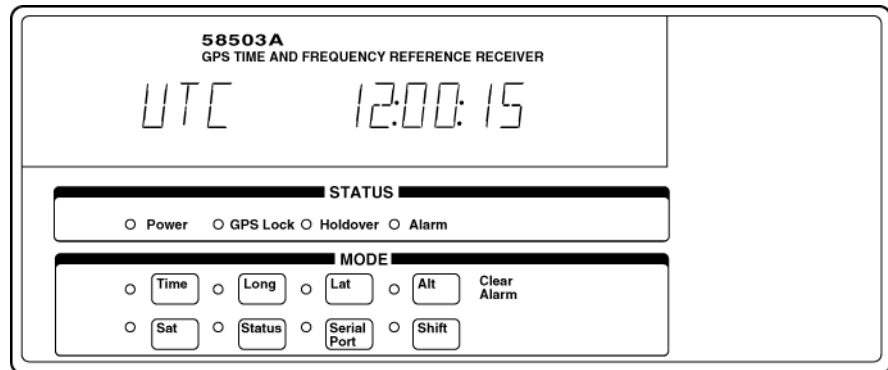 58503A
GPS TIME AND FREQUENCY REFERENCE RECEIVER
UTC 12:00:15
STATUS
Power GPS Lock Holdover Alarm
MODE
Time Long Lat Alt Clear
Alarm
Sat Status Serial Shift
Port